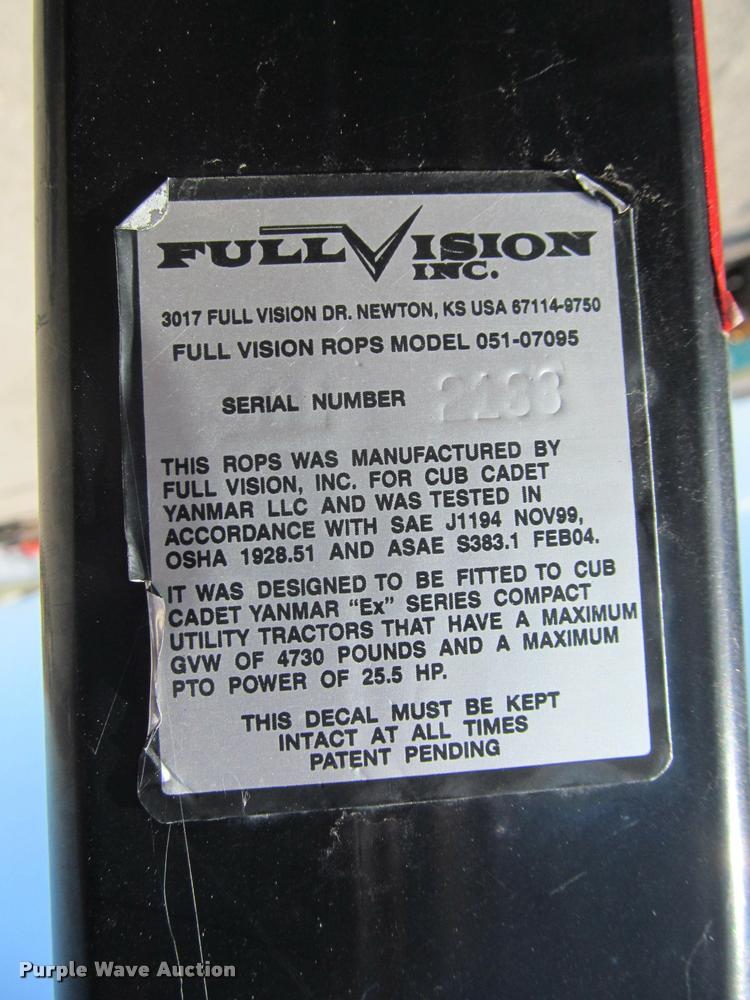 FULL VISION
INC.
3017 FULL VISION DR. NEWTON, KS USA 67114-9750
FULL VISION ROPS MODEL 051-07095
SERIAL NUMBER
THIS ROPS WAS MANUFACTURED BY
FULL VISION, INC. FOR CUB CADET
YANMAR LLC AND WAS TESTED IN
ACCORDANCE WITH SAE J1194 NOV99,
OSHA 1928.51 AND ASAE S383.1 FEB04.
IT WAS DESIGNED TO BE FITTED TO CUB
CADET YANMAR "Ex" SERIES COMPACT
UTILITY TRACTORS THAT HAVE A MAXIMUM
GVW OF 4730 POUNDS AND A MAXIMUM
PTO POWER OF 25.5 HP.
THIS DECAL MUST BE KEPT
INTACT AT ALL TIMES
PATENT PENDING
Purple Wave Auction